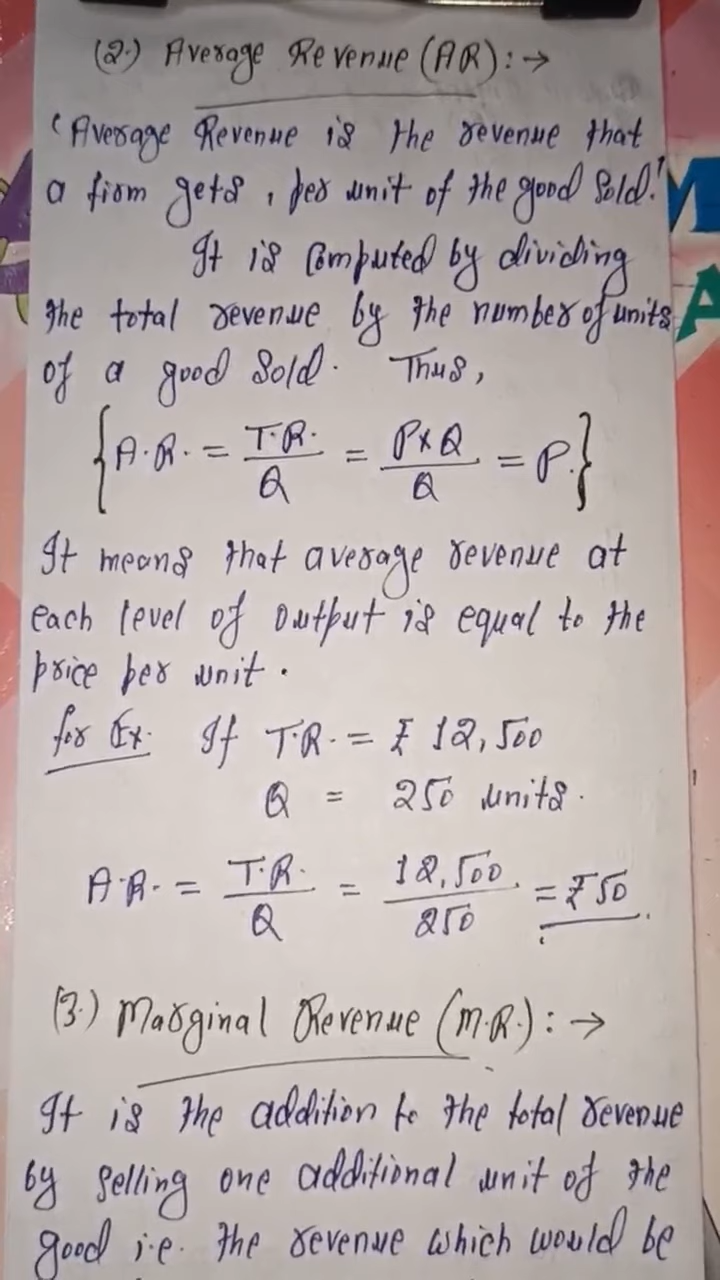 (2.) Average Revenue (AR) : →
'Average Revenue is the revenue that
a firm gets, per unit of the good sold.'
It is computed by dividing
the total revenue by the number of units
of a good sold. Thus,
{A.R. = T.R. / Q = P×Q / Q = P.}
It means that average revenue at
each level of output is equal to the
price per unit.
for Ex. If T.R. = ₹ 12,500
Q = 250 units.
A.R. = T.R. / Q = 12,500 / 250 = ₹50
(3.) Marginal Revenue (M.R.) : →
It is the addition to the total revenue
by selling one additional unit of the
good i.e. the revenue which would be
M
A